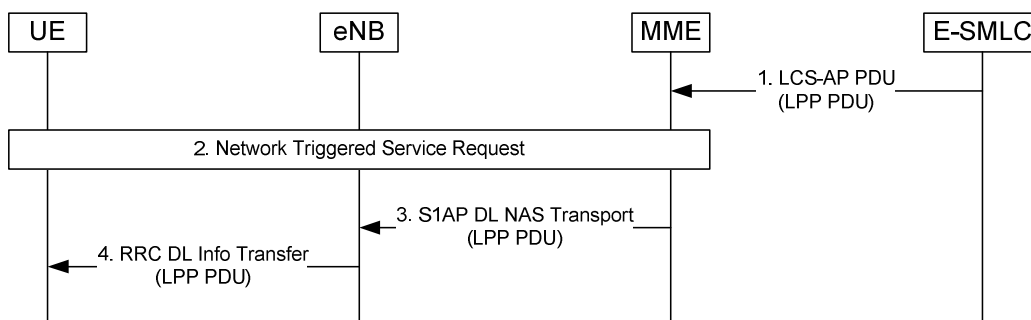 UE
eNB
MME
E-SMLC
1. LCS-AP PDU
(LPP PDU)
2. Network Triggered Service Request
3. S1AP DL NAS Transport
(LPP PDU)
4. RRC DL Info Transfer
(LPP PDU)